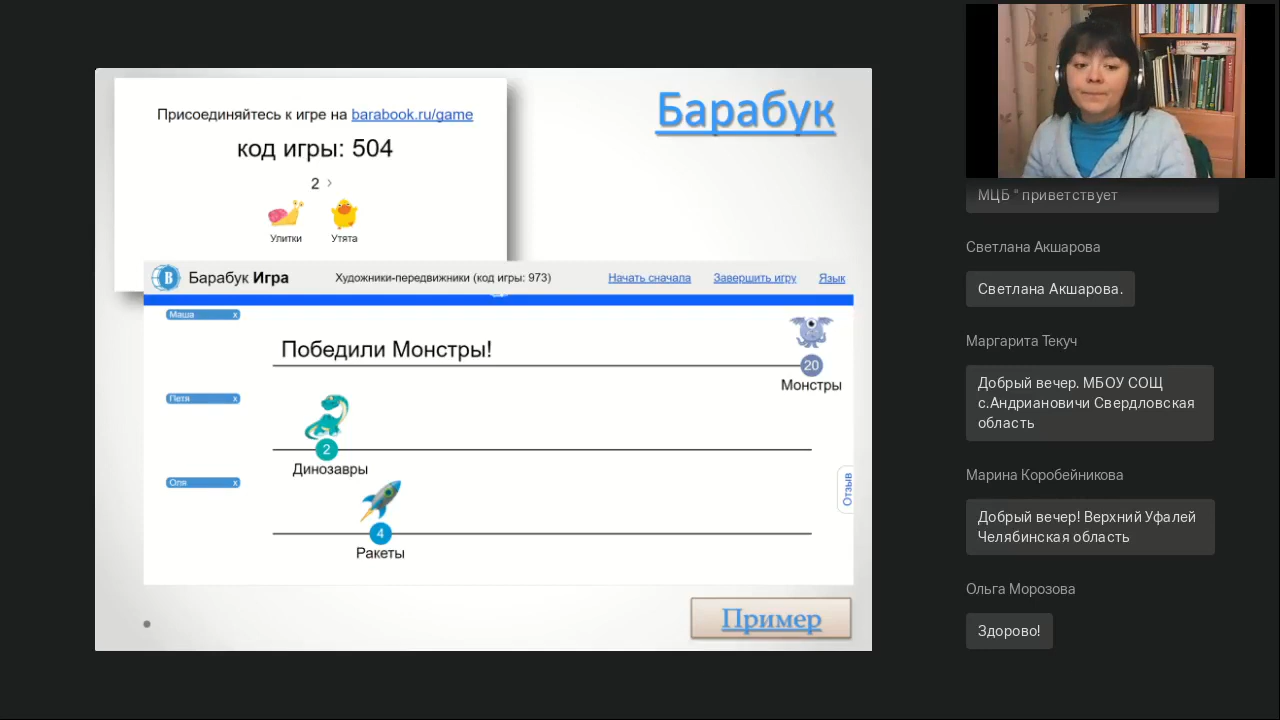 Присоединяйтесь к игре на barabook.ru/game
код игры: 504
2 >
Улитки Утята
Барабук
B Барабук Игра Художники-передвижники (код игры: 973) Начать сначала Завершить игру Язык
Маша x
Победили Монстры!
20
Монстры
Петя x
2
Динозавры
Оля x
4
Ракеты
Отзыв
Пример
МЦБ " приветствует
Светлана Акшарова
Светлана Акшарова.
Маргарита Текуч
Добрый вечер. МБОУ СОЩ
с.Андриановичи Свердловская
область
Марина Коробейникова
Добрый вечер! Верхний Уфалей
Челябинская область
Ольга Морозова
Здорово!